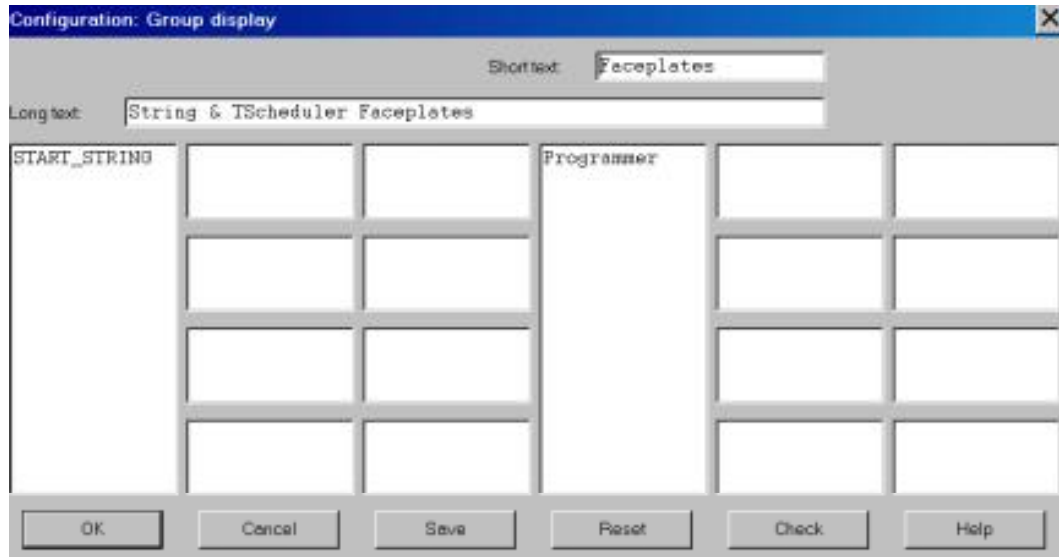 Configuration: Group display
Short text: Faceplates
Long text: String & TScheduler Faceplates
START_STRING Programmer
OK Cancel Save Reset Check Help